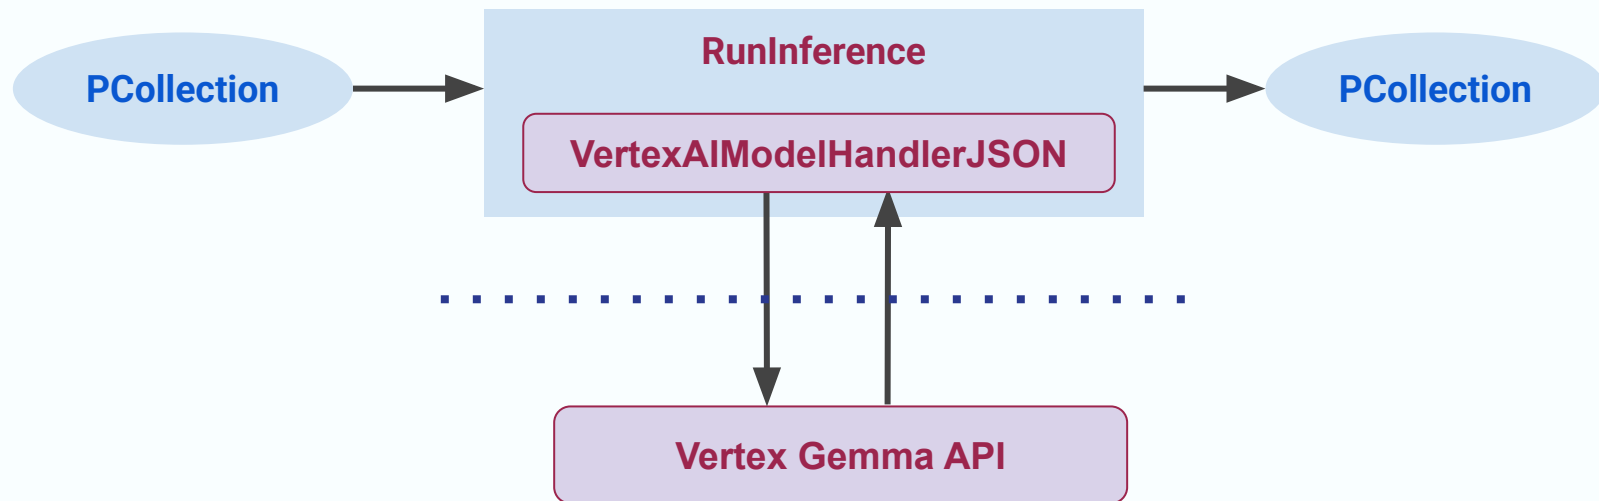 RunInference
PCollection
PCollection
VertexAIModelHandlerJSON
Vertex Gemma API